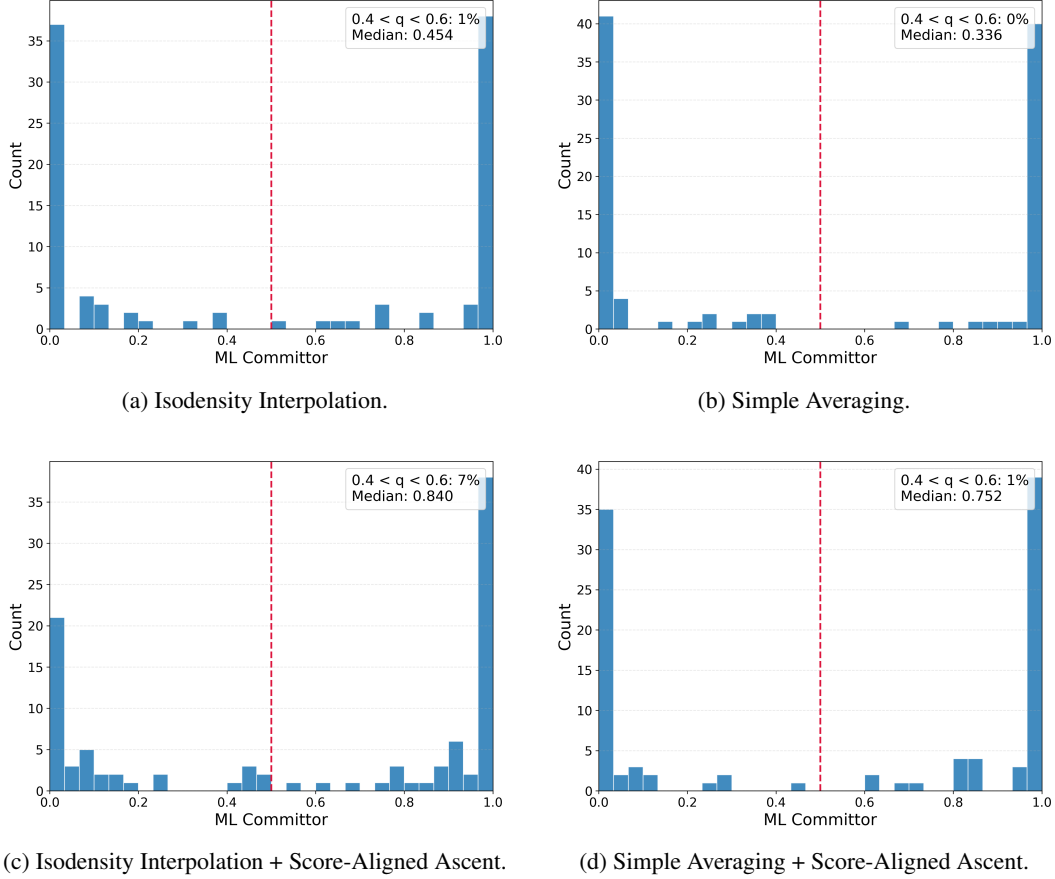 0.4 < q < 0.6: 1%
Median: 0.454
Count
35
30
25
20
15
10
5
0
0.0 0.2 0.4 0.6 0.8 1.0
ML Committor
(a) Isodensity Interpolation.
0.4 < q < 0.6: 0%
Median: 0.336
Count
40
35
30
25
20
15
10
5
0
0.0 0.2 0.4 0.6 0.8 1.0
ML Committor
(b) Simple Averaging.
0.4 < q < 0.6: 7%
Median: 0.840
Count
35
30
25
20
15
10
5
0
0.0 0.2 0.4 0.6 0.8 1.0
ML Committor
(c) Isodensity Interpolation + Score-Aligned Ascent.
0.4 < q < 0.6: 1%
Median: 0.752
Count
40
35
30
25
20
15
10
5
0
0.0 0.2 0.4 0.6 0.8 1.0
ML Committor
(d) Simple Averaging + Score-Aligned Ascent.